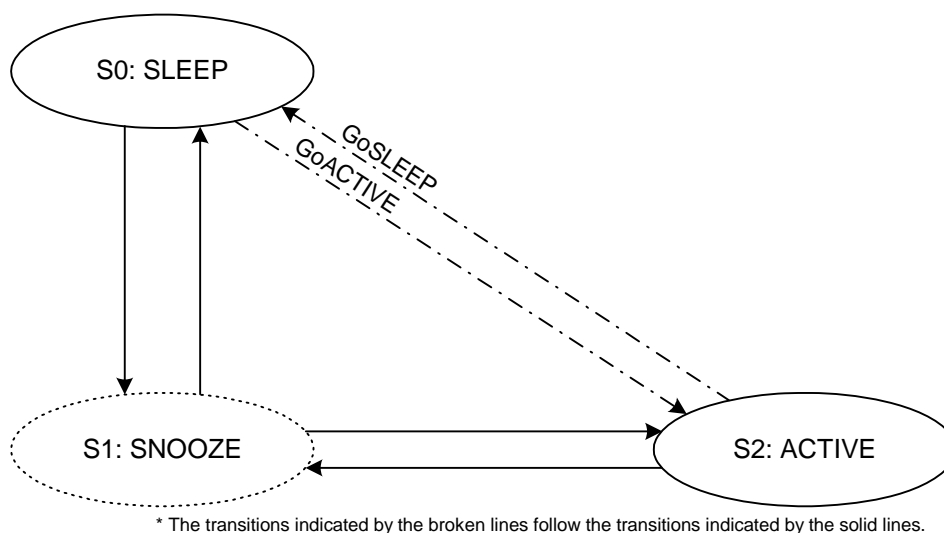 S0: SLEEP
GoSLEEP
GoACTIVE
S1: SNOOZE
S2: ACTIVE
* The transitions indicated by the broken lines follow the transitions indicated by the solid lines.